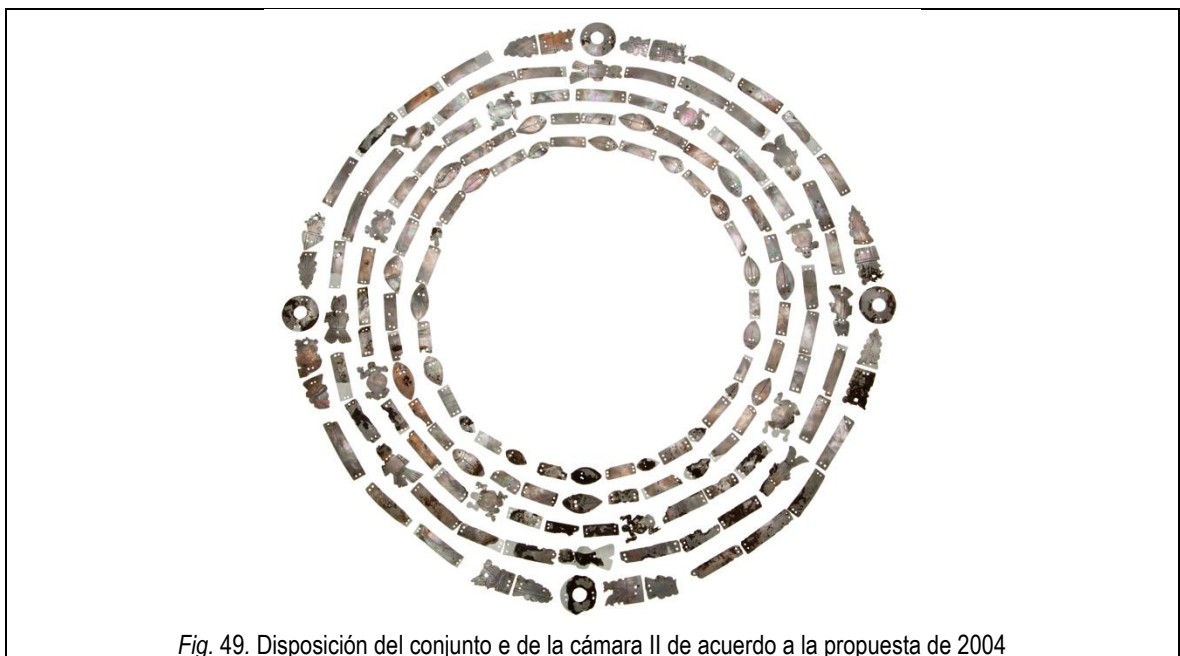 Fig. 49. Disposición del conjunto e de la cámara II de acuerdo a la propuesta de 2004